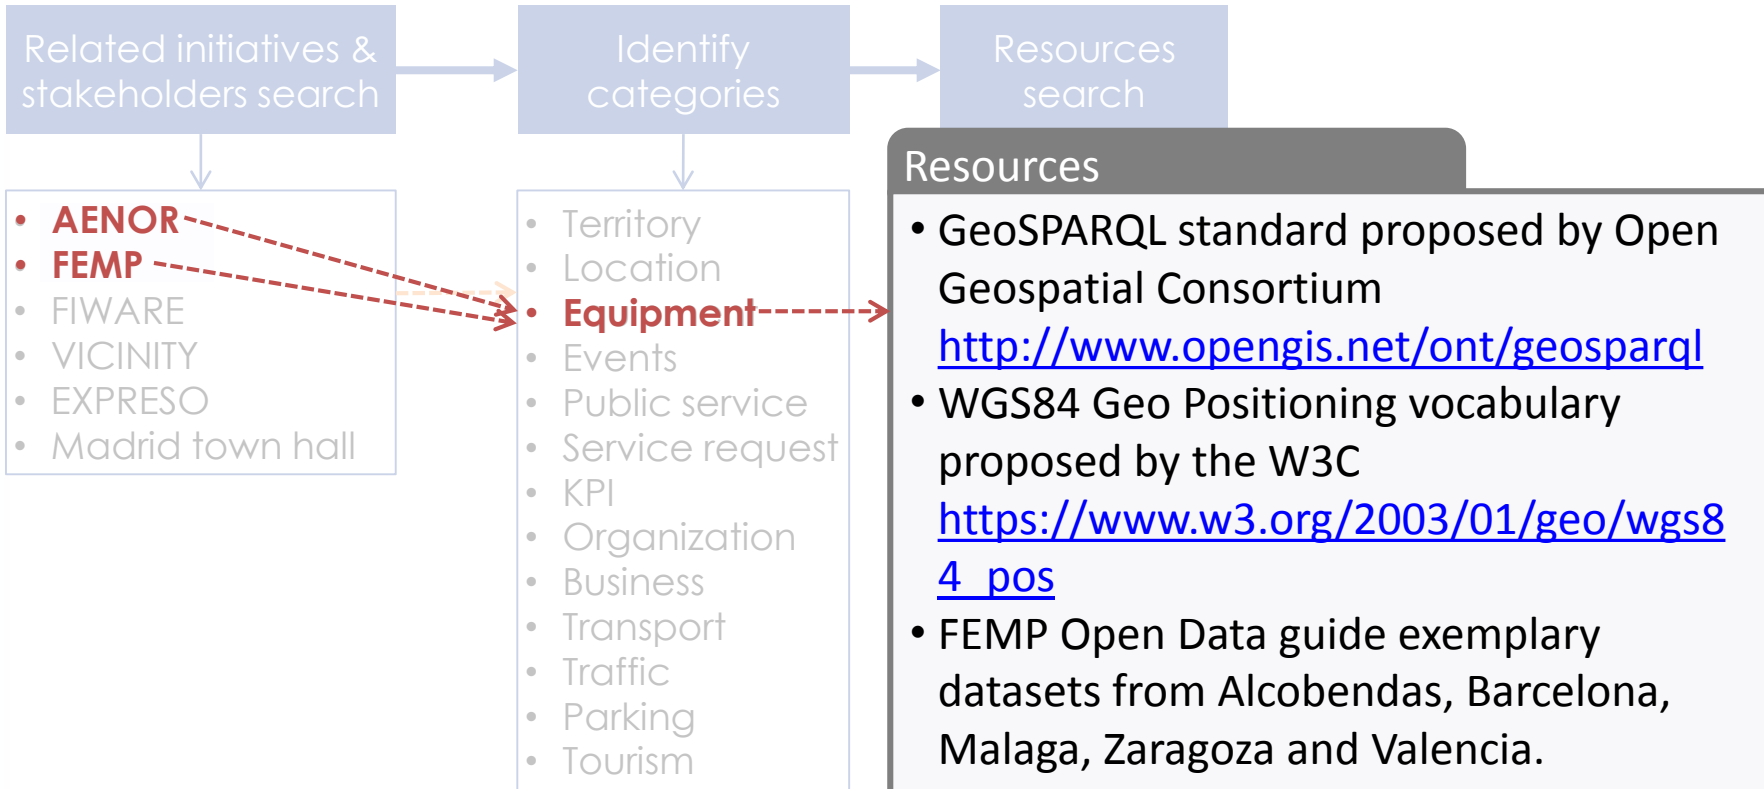 Related initiatives &
stakeholders search
Identify
categories
Resources
search
• AENOR
• FEMP
• FIWARE
• VICINITY
• EXPRESO
• Madrid town hall
• Territory
• Location
• Equipment
• Events
• Public service
• Service request
• KPI
• Organization
• Business
• Transport
• Traffic
• Parking
• Tourism
Resources
• GeoSPARQL standard proposed by Open
Geospatial Consortium
http://www.opengis.net/ont/geosparql
• WGS84 Geo Positioning vocabulary
proposed by the W3C
https://www.w3.org/2003/01/geo/wgs8
4_pos
• FEMP Open Data guide exemplary
datasets from Alcobendas, Barcelona,
Malaga, Zaragoza and Valencia.